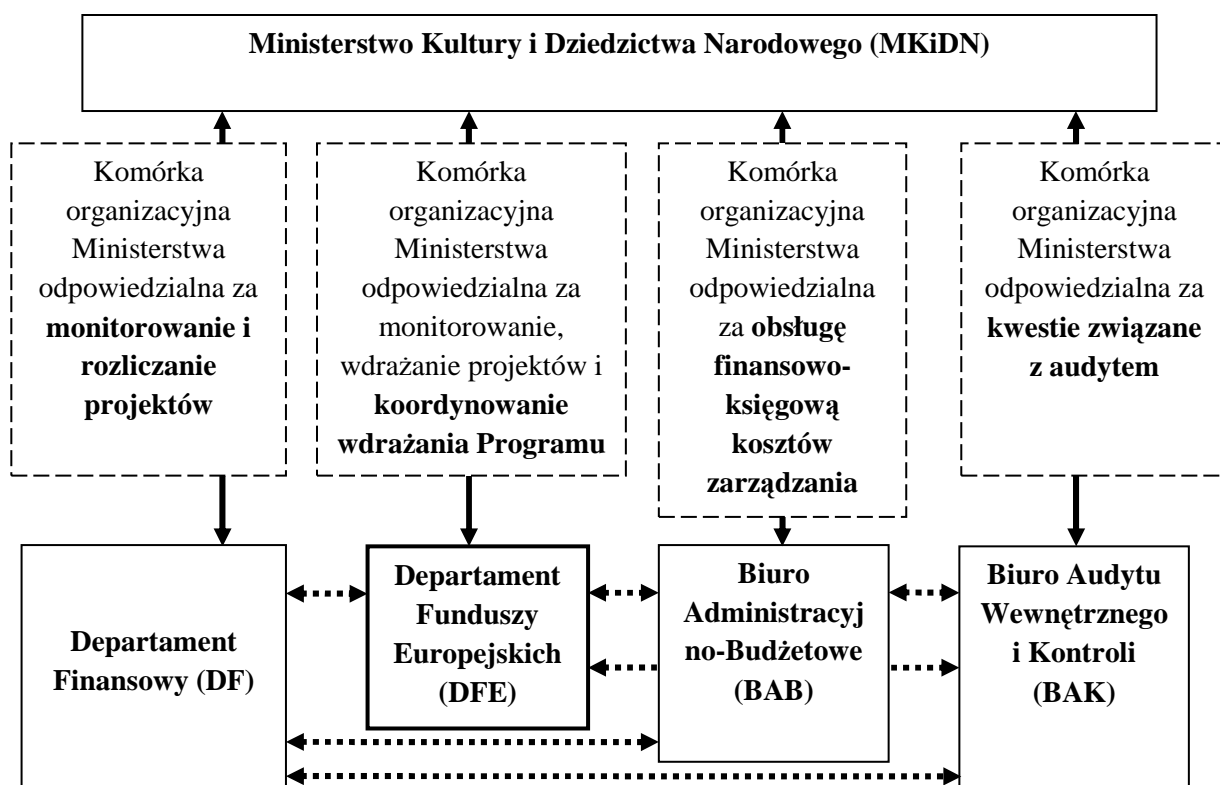 Ministerstwo Kultury i Dziedzictwa Narodowego (MKiDN)
Komórka
organizacyjna
Ministerstwa
odpowiedzialna za
monitorowanie i
rozliczanie
projektów
Komórka
organizacyjna
Ministerstwa
odpowiedzialna za
monitorowanie,
wdrażanie projektów i
koordynowanie
wdrażania Programu
Komórka
organizacyjna
Ministerstwa
odpowiedzialna
za obsługę
finansowo-
księgową
kosztów
zarządzania
Komórka
organizacyjna
Ministerstwa
odpowiedzialna za
kwestie związane
z audytem
Departament
Finansowy (DF)
Departament
Funduszy
Europejskich
(DFE)
Biuro
Administracyj
no-Budżetowe
(BAB)
Biuro Audytu
Wewnętrznego
i Kontroli
(BAK)